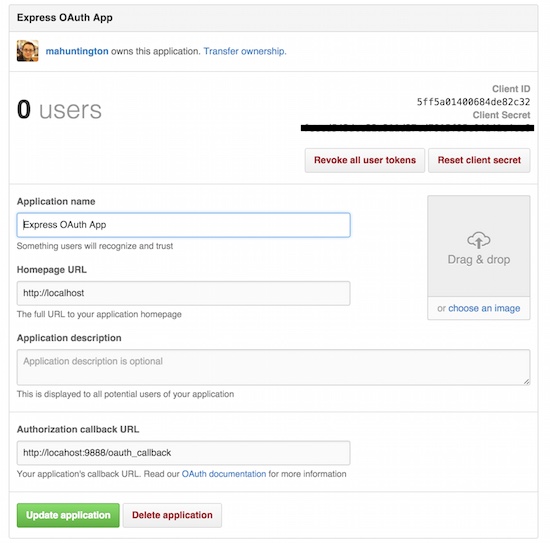 Express OAuth App
mahuntington owns this application. Transfer ownership.
0 users
Client ID
5ff5a01400684de82c32
Client Secret
Revoke all user tokens
Reset client secret
Application name
Express OAuth App
Something users will recognize and trust
Drag & drop
or choose an image
Homepage URL
http://localhost
The full URL to your application homepage
Application description
Application description is optional
This is displayed to all potential users of your application
Authorization callback URL
http://locahost:9888/oauth_callback
Your application's callback URL. Read our OAuth documentation for more information
Update application
Delete application